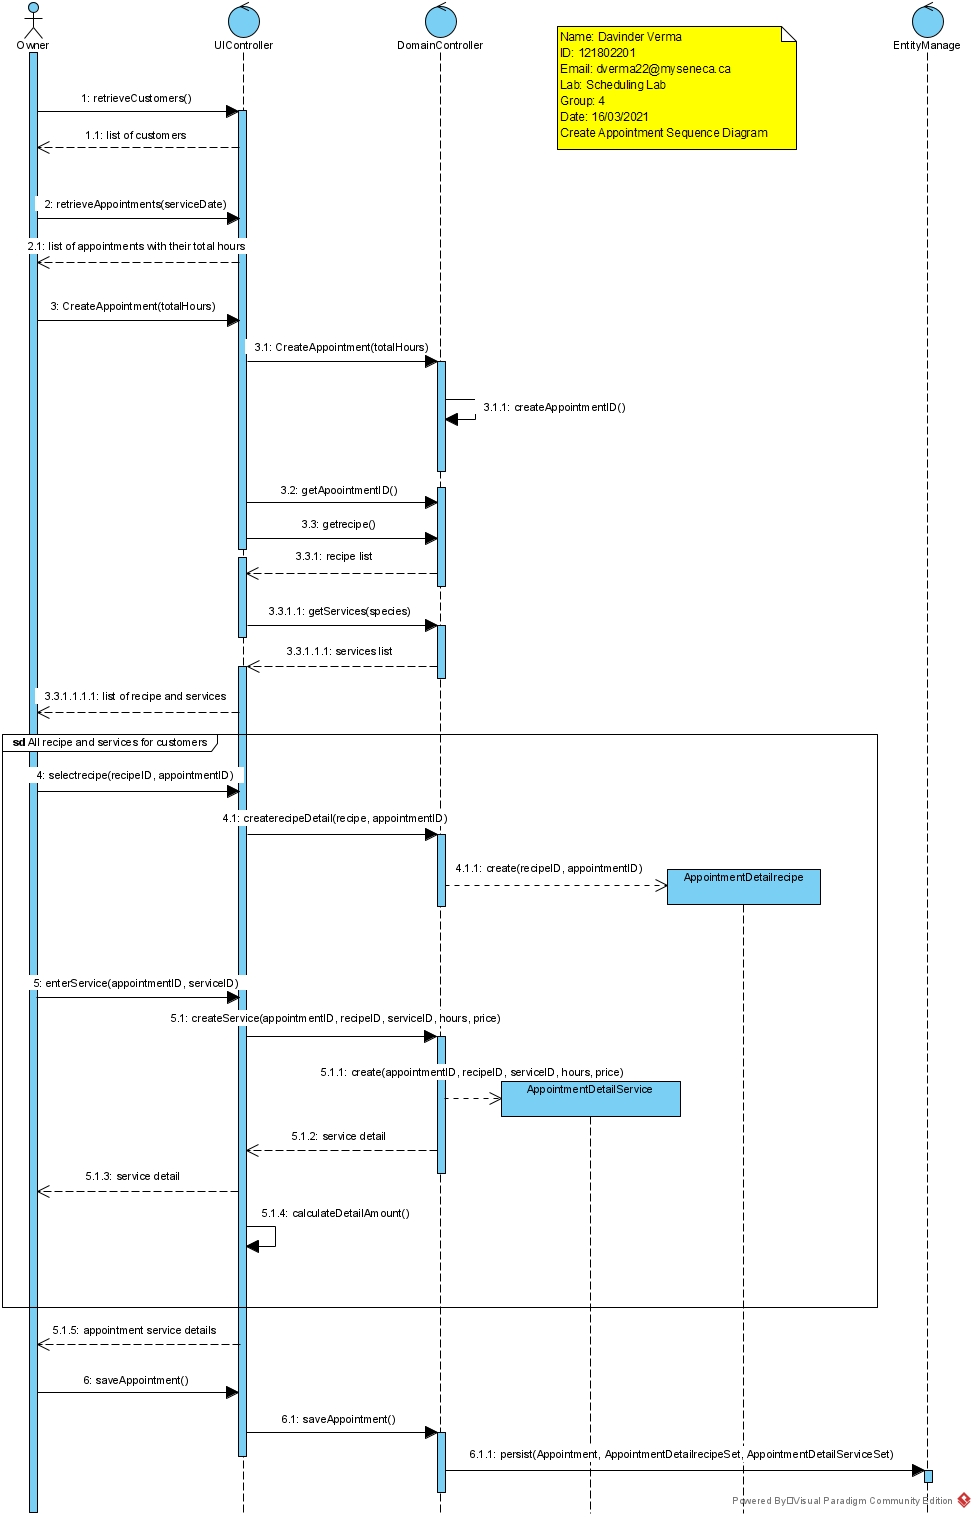 Owner
UIController
DomainController
EntityManage
Name: Davinder Verma
ID: 121802201
Email: dverma22@myseneca.ca
Lab: Scheduling Lab
Group: 4
Date: 16/03/2021
Create Appointment Sequence Diagram
1: retrieveCustomers()
1.1: list of customers
2: retrieveAppointments(serviceDate)
2.1: list of appointments with their total hours
3: CreateAppointment(totalHours)
3.1: CreateAppointment(totalHours)
3.1.1: createAppointmentID()
3.2: getApoointmentID()
3.3: getrecipe()
3.3.1: recipe list
3.3.1.1: getServices(species)
3.3.1.1.1: services list
3.3.1.1.1.1: list of recipe and services
sd All recipe and services for customers
4: selectrecipe(recipeID, appointmentID)
4.1: createrecipeDetail(recipe, appointmentID)
4.1.1: create(recipeID, appointmentID)
AppointmentDetailrecipe
5: enterService(appointmentID, serviceID)
5.1: createService(appointmentID, recipeID, serviceID, hours, price)
5.1.1: create(appointmentID, recipeID, serviceID, hours, price)
AppointmentDetailService
5.1.2: service detail
5.1.3: service detail
5.1.4: calculateDetailAmount()
5.1.5: appointment service details
6: saveAppointment()
6.1: saveAppointment()
6.1.1: persist(Appointment, AppointmentDetailrecipeSet, AppointmentDetailServiceSet)
Powered By Visual Paradigm Community Edition